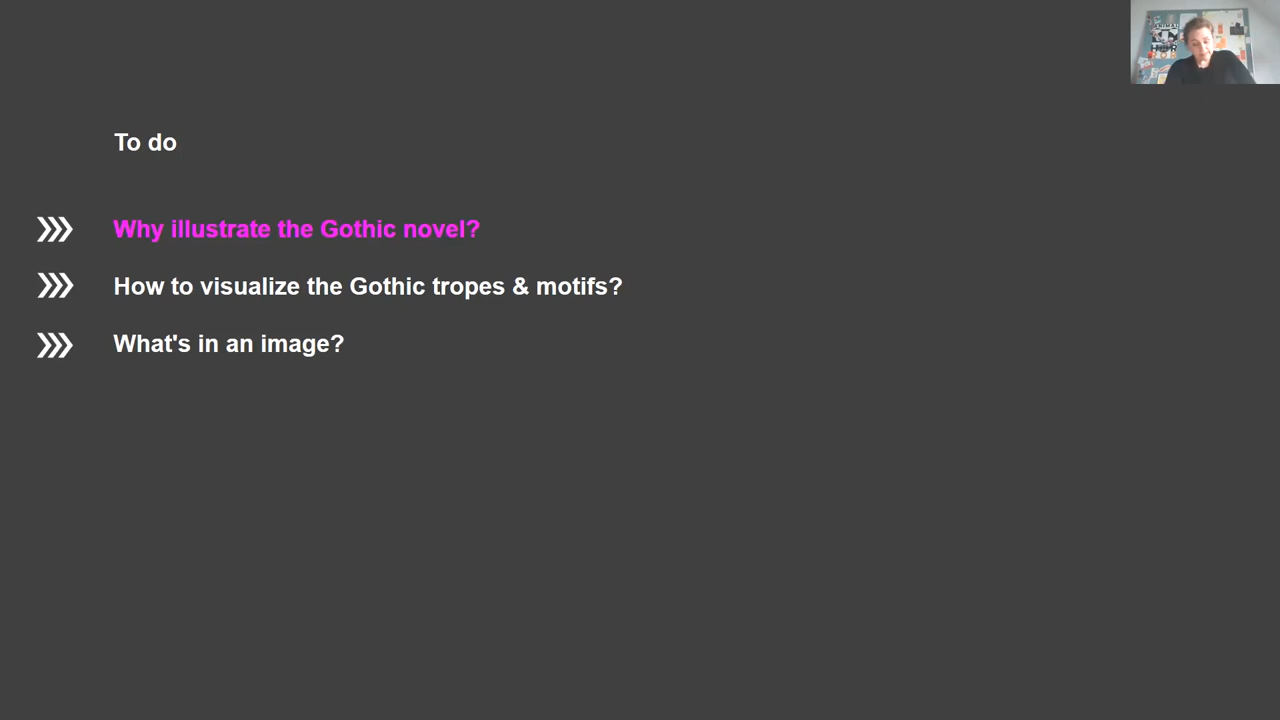 To do
Why illustrate the Gothic novel?
How to visualize the Gothic tropes & motifs?
What's in an image?